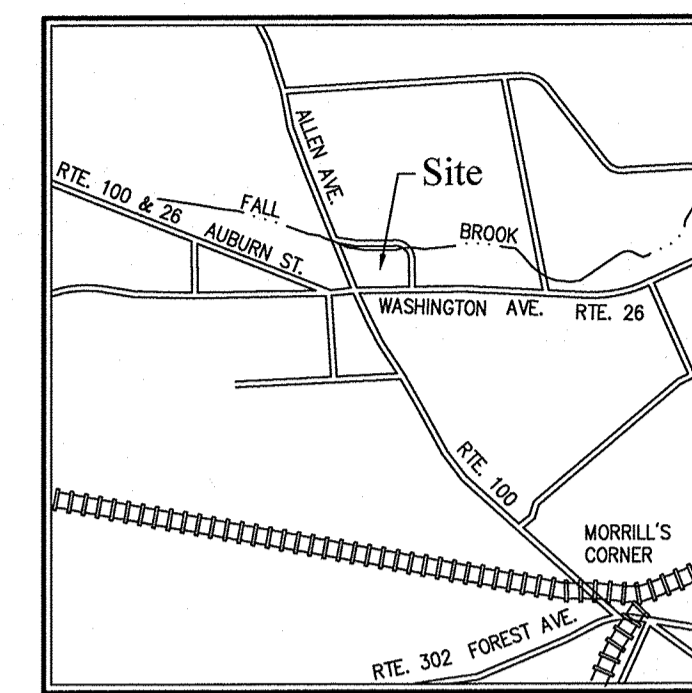 ALLEN AVE.
Site
RTE. 100 & 26
FALL
BROOK
AUBURN ST.
WASHINGTON AVE. RTE. 26
RTE. 100
MORRILL'S
CORNER
RTE. 302 FOREST AVE.